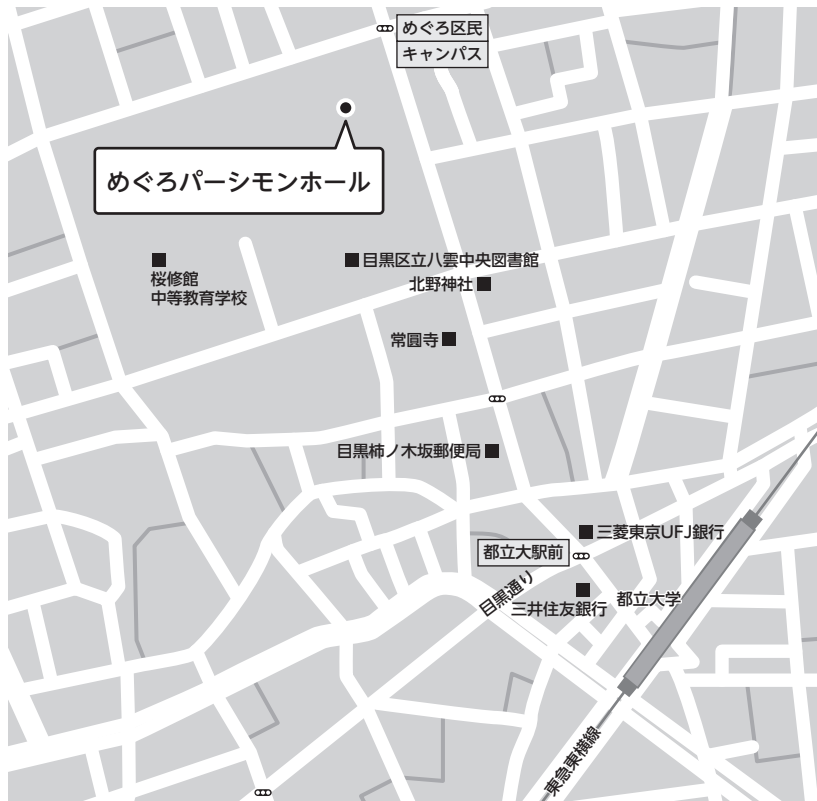 めぐろ区民
キャンパス
めぐろパーシモンホール
目黒区立八雲中央図書館
桜修館
中等教育学校
北野神社
常圓寺
目黒柿ノ木坂郵便局
三菱東京UFJ銀行
都立大駅前
目黒通り
三井住友銀行
都立大学
東急東横線